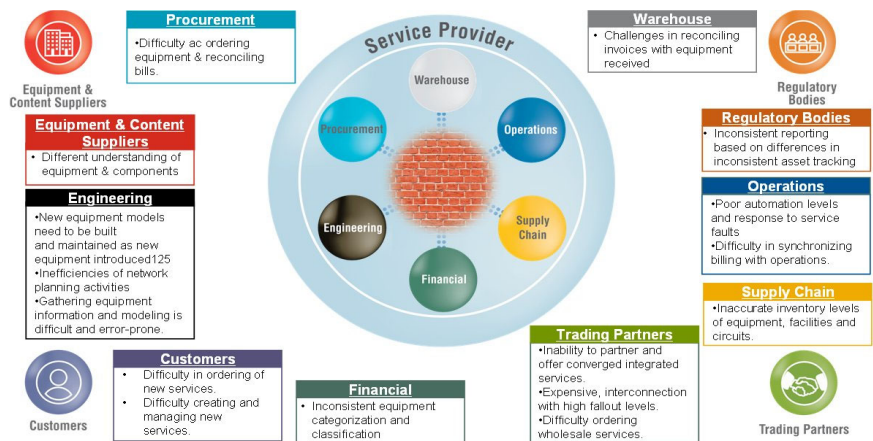 Procurement
•Difficulty ac ordering
equipment & reconciling
bills.
Equipment &
Content Suppliers
Equipment & Content
Suppliers
• Different understanding of
equipment & components
Engineering
•New equipment models
need to be built
and maintained as new
equipment introduced125
•Inefficiencies of network
planning activities
•Gathering equipment
information and modeling is
difficult and error-prone.
Customers
Customers
• Difficulty in ordering of
new services.
• Difficulty creating and
managing new
services.
Service Provider
Warehouse
Procurement
Operations
Engineering
Supply
Chain
Financial
Financial
• Inconsistent equipment
categorization and
classification
Warehouse
• Challenges in reconciling
invoices with equipment
received
Regulatory
Bodies
Regulatory Bodies
• Inconsistent reporting
based on differences in
inconsistent asset tracking
Operations
•Poor automation levels
and response to service
faults
•Difficulty in synchronizing
billing with operations.
Supply Chain
•Inaccurate inventory levels
of equipment, facilities and
circuits.
Trading Partners
•Inability to partner and
offer converged integrated
services.
•Expensive, interconnection
with high fallout levels.
•Difficulty ordering
wholesale services.
Trading Partners